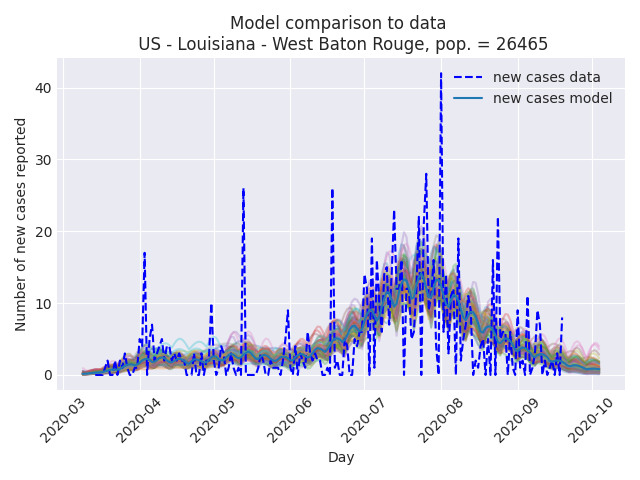 Model comparison to data
US - Louisiana - West Baton Rouge, pop. = 26465
new cases data
new cases model
Number of new cases reported
40
30
20
10
0
2020-03
2020-04
2020-05
2020-06
2020-07
2020-08
2020-09
2020-10
Day